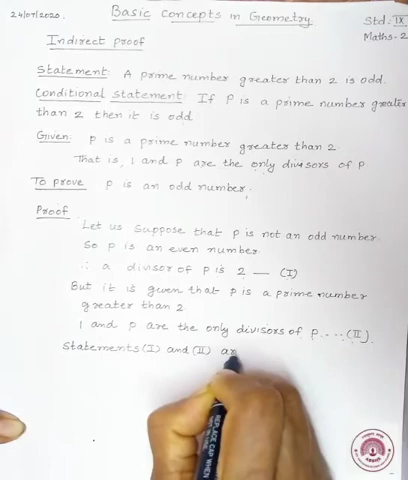 24/07/2020.
Basic Concepts in Geometry
Std: IX
Maths-2
Indirect proof
Statement: A prime number greater than 2 is odd.
Conditional statement: If P is a prime number greater
than 2 then it is odd
Given: p is a prime number greater than 2.
That is, 1 and p are the only divisors of p.
To prove p is an odd number.
Proof
Let us suppose that p is not an odd number.
So p is an even number.
∴ a divisor of p is 2 — (I)
But it is given that p is a prime number
greater than 2.
1 and p are the only divisors of p ---- (II).
Statements (I) and (II) ar
REPLACE CAP WHEN